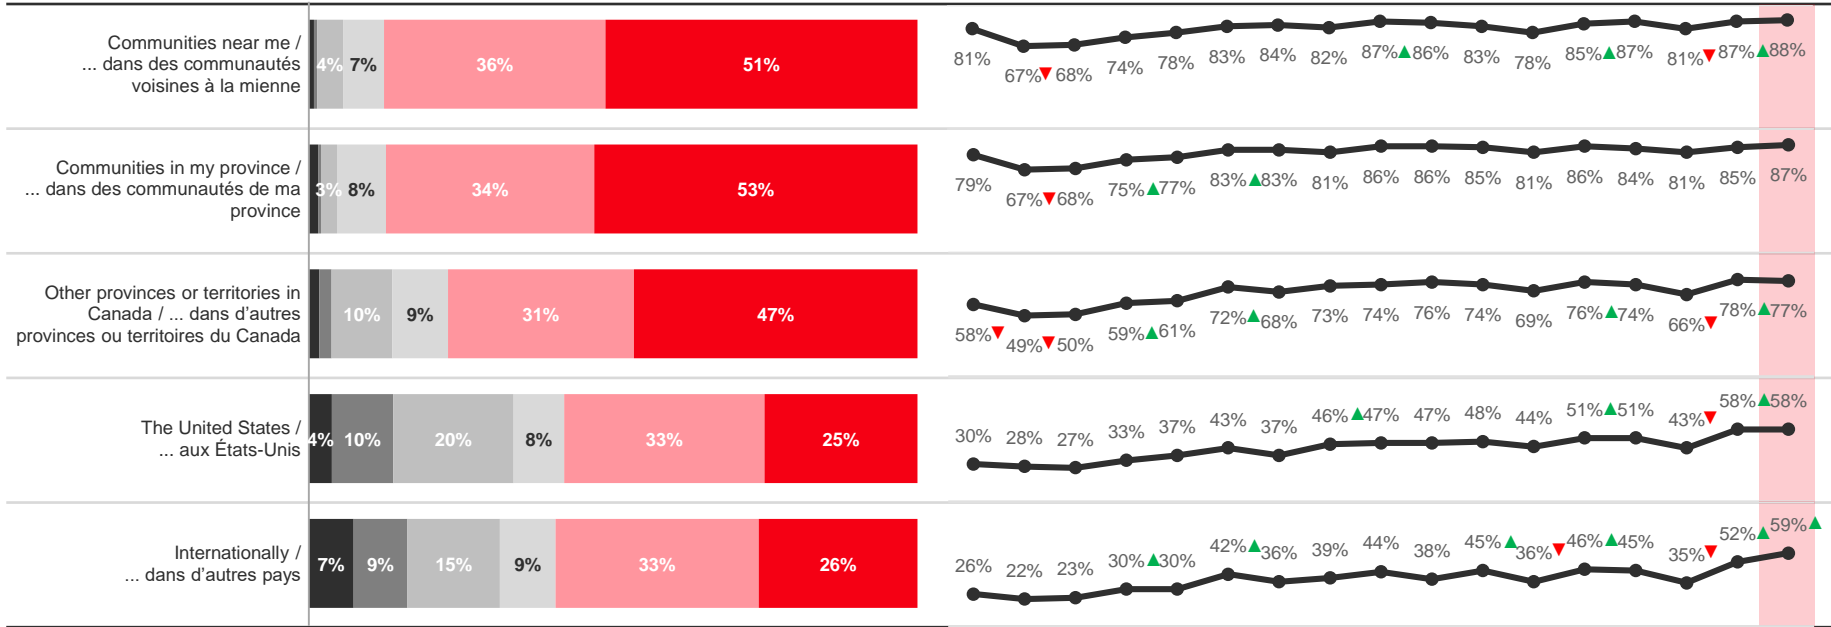 Communities near me /
... dans des communautés
voisines à la mienne
4% 7% 36% 51%
81% 67%▼ 68% 74% 78% 83% 84% 82% 87%▲ 86% 83% 78% 85%▲ 87% 81%▼ 87%▲ 88%
Communities in my province /
... dans des communautés de ma
province
3% 8% 34% 53%
79% 67%▼ 68% 75%▲ 77% 83%▲ 83% 81% 86% 86% 85% 81% 86% 84% 81% 85% 87%
Other provinces or territories in
Canada / ... dans d'autres
provinces ou territoires du Canada
10% 9% 31% 47%
58%▼ 49%▼ 50% 59%▲ 61% 72%▲ 68% 73% 74% 76% 74% 69% 76%▲ 74% 66%▼ 78%▲ 77%
The United States /
... aux États-Unis
4% 10% 20% 8% 33% 25%
30% 28% 27% 33% 37% 43% 37% 46%▲ 47% 47% 48% 44% 51%▲ 51% 43%▼ 58%▲ 58%
Internationally /
... dans d'autres pays
7% 9% 15% 9% 33% 26%
26% 22% 23% 30%▲ 30% 42%▲ 36% 39% 44% 38% 45%▲ 36%▼ 46%▲ 45% 35%▼ 52%▲ 59%▲